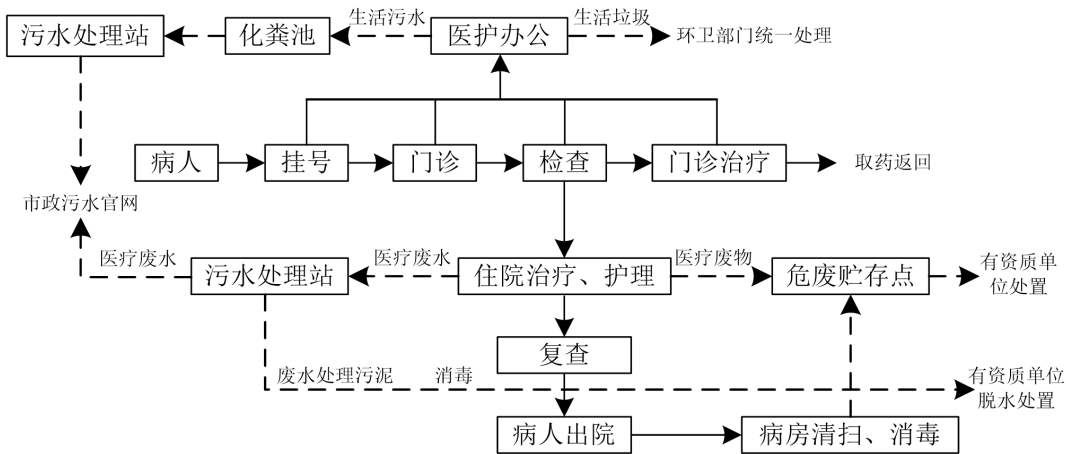 生活污水
生活垃圾
污水处理站
化粪池
医护办公
环卫部门统一处理
病人
挂号
门诊
检查
门诊治疗
取药返回
市政污水官网
医疗废水
医疗废水
医疗废物
污水处理站
住院治疗、护理
危废贮存点
有资质单
位处置
复查
废水处理污泥
消毒
有资质单位
脱水处置
病人出院
病房清扫、消毒